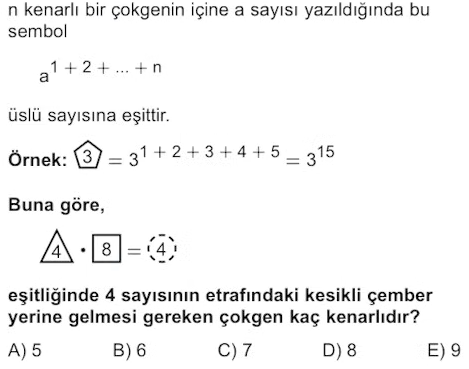 n kenarlı bir çokgenin içine a sayısı yazıldığında bu
sembol
a^1 + 2 + ... + n
üslü sayısına eşittir.
Örnek: 3 = 3^1 + 2 + 3 + 4 + 5 = 3^15
Buna göre,
4 · 8 = 4
eşitliğinde 4 sayısının etrafındaki kesikli çember
yerine gelmesi gereken çokgen kaç kenarlıdır?
A) 5 B) 6 C) 7 D) 8 E) 9